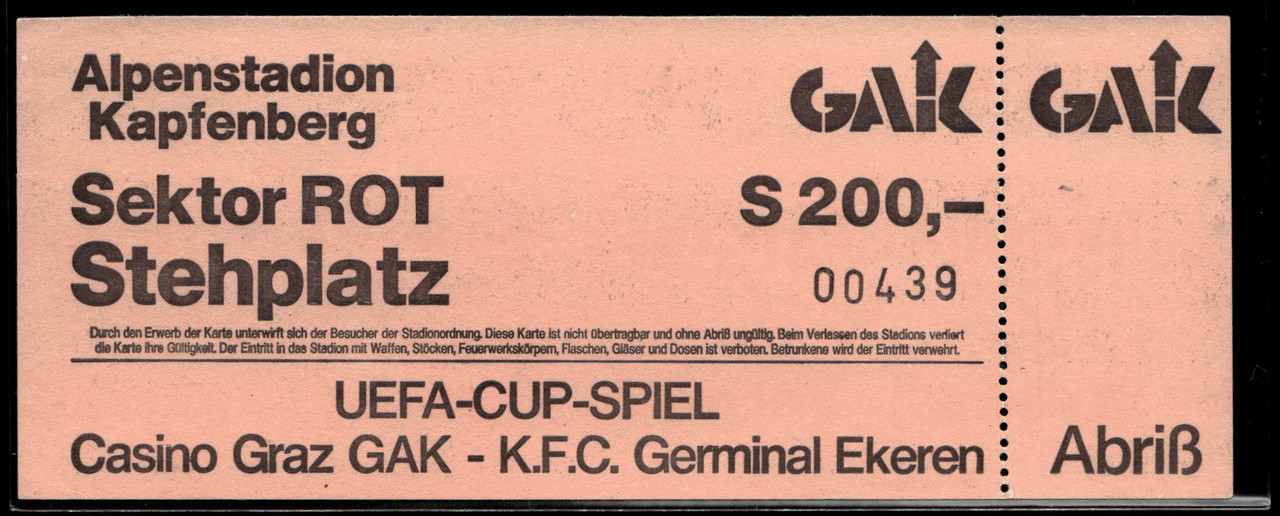 Alpenstadion
Kapfenberg
GAK
Sektor ROT
S 200,–
Stehplatz
00439
Durch den Erwerb der Karte unterwirft sich der Besucher der Stadionordnung. Diese Karte ist nicht übertragbar und ohne Abriß ungültig. Beim Verlassen des Stadions verliert
die Karte ihre Gültigkeit. Der Eintritt in das Stadion mit Waffen, Stöcken, Feuerwerkskörpern, Flaschen, Gläser und Dosen ist verboten. Betrunkene wird der Eintritt verwehrt.
UEFA-CUP-SPIEL
Casino Graz GAK - K.F.C. Germinal Ekeren
GAK
Abriß